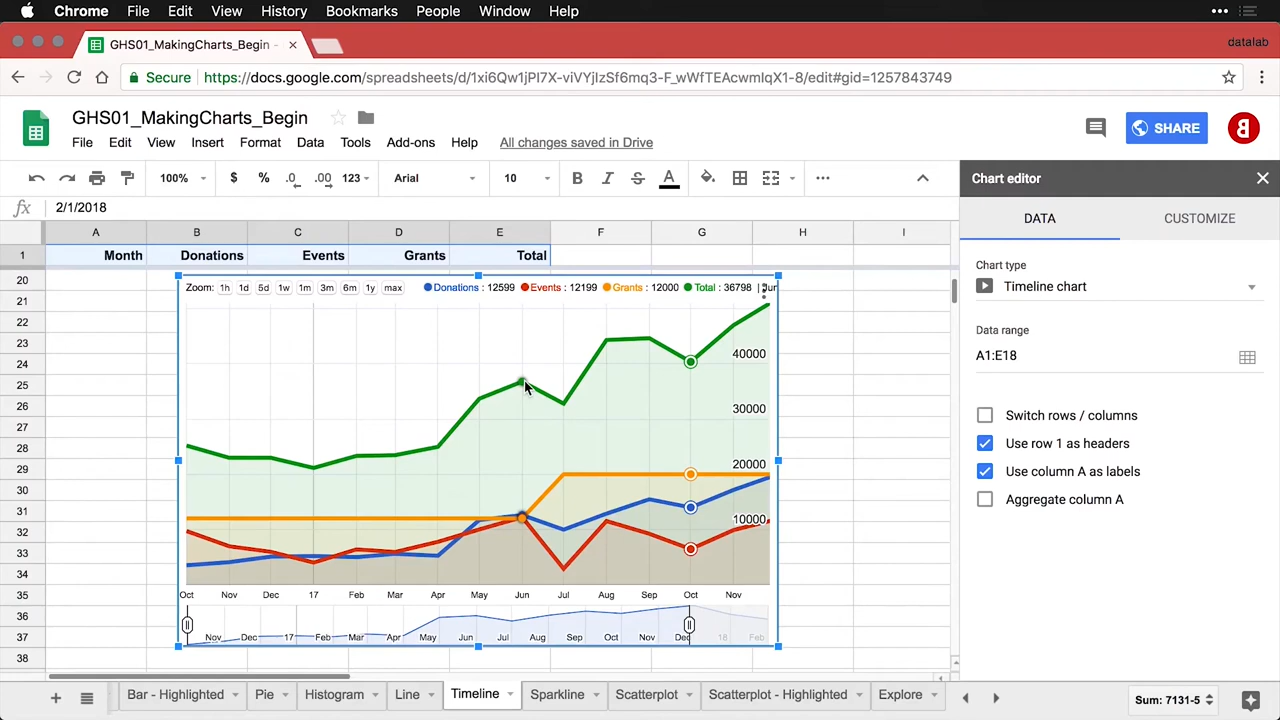 Chrome File Edit View History Bookmarks People Window Help
GHS01_MakingCharts_Begin -
datalab
Secure https://docs.google.com/spreadsheets/d/1xi6Qw1jPI7X-viVYjIzSf6mq3-F_wWfTEAcwmIqX1-8/edit#gid=1257843749
GHS01_MakingCharts_Begin
File Edit View Insert Format Data Tools Add-ons Help All changes saved in Drive
SHARE
100% $ % .0 .00 123 Arial 10 B I S A
Chart editor
fx 2/1/2018
DATA CUSTOMIZE
A B C D E F G H I
1 Month Donations Events Grants Total
Chart type
Timeline chart
Data range
A1:E18
Switch rows / columns
Use row 1 as headers
Use column A as labels
Aggregate column A
20
21
22
23
24
25
26
27
28
29
30
31
32
33
34
35
36
37
38
Zoom: 1h 1d 5d 1w 1m 3m 6m 1y max Donations : 12599 Events : 12199 Grants : 12000 Total : 36798 |
40000
30000
20000
10000
Oct Nov Dec 17 Feb Mar Apr May Jun Jul Aug Sep Oct Nov
Nov Dec 17 Feb Mar Apr May Jun Jul Aug Sep Oct Nov Dec 18 Feb
Bar - Highlighted Pie Histogram Line Timeline Sparkline Scatterplot Scatterplot - Highlighted Explore
Sum: 7131-5